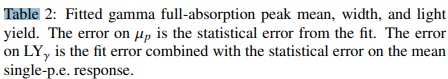 Table 2: Fitted gamma full-absorption peak mean, width, and light
yield. The error on μₚ is the statistical error from the fit. The error
on LYᵧ is the fit error combined with the statistical error on the mean
single-p.e. response.